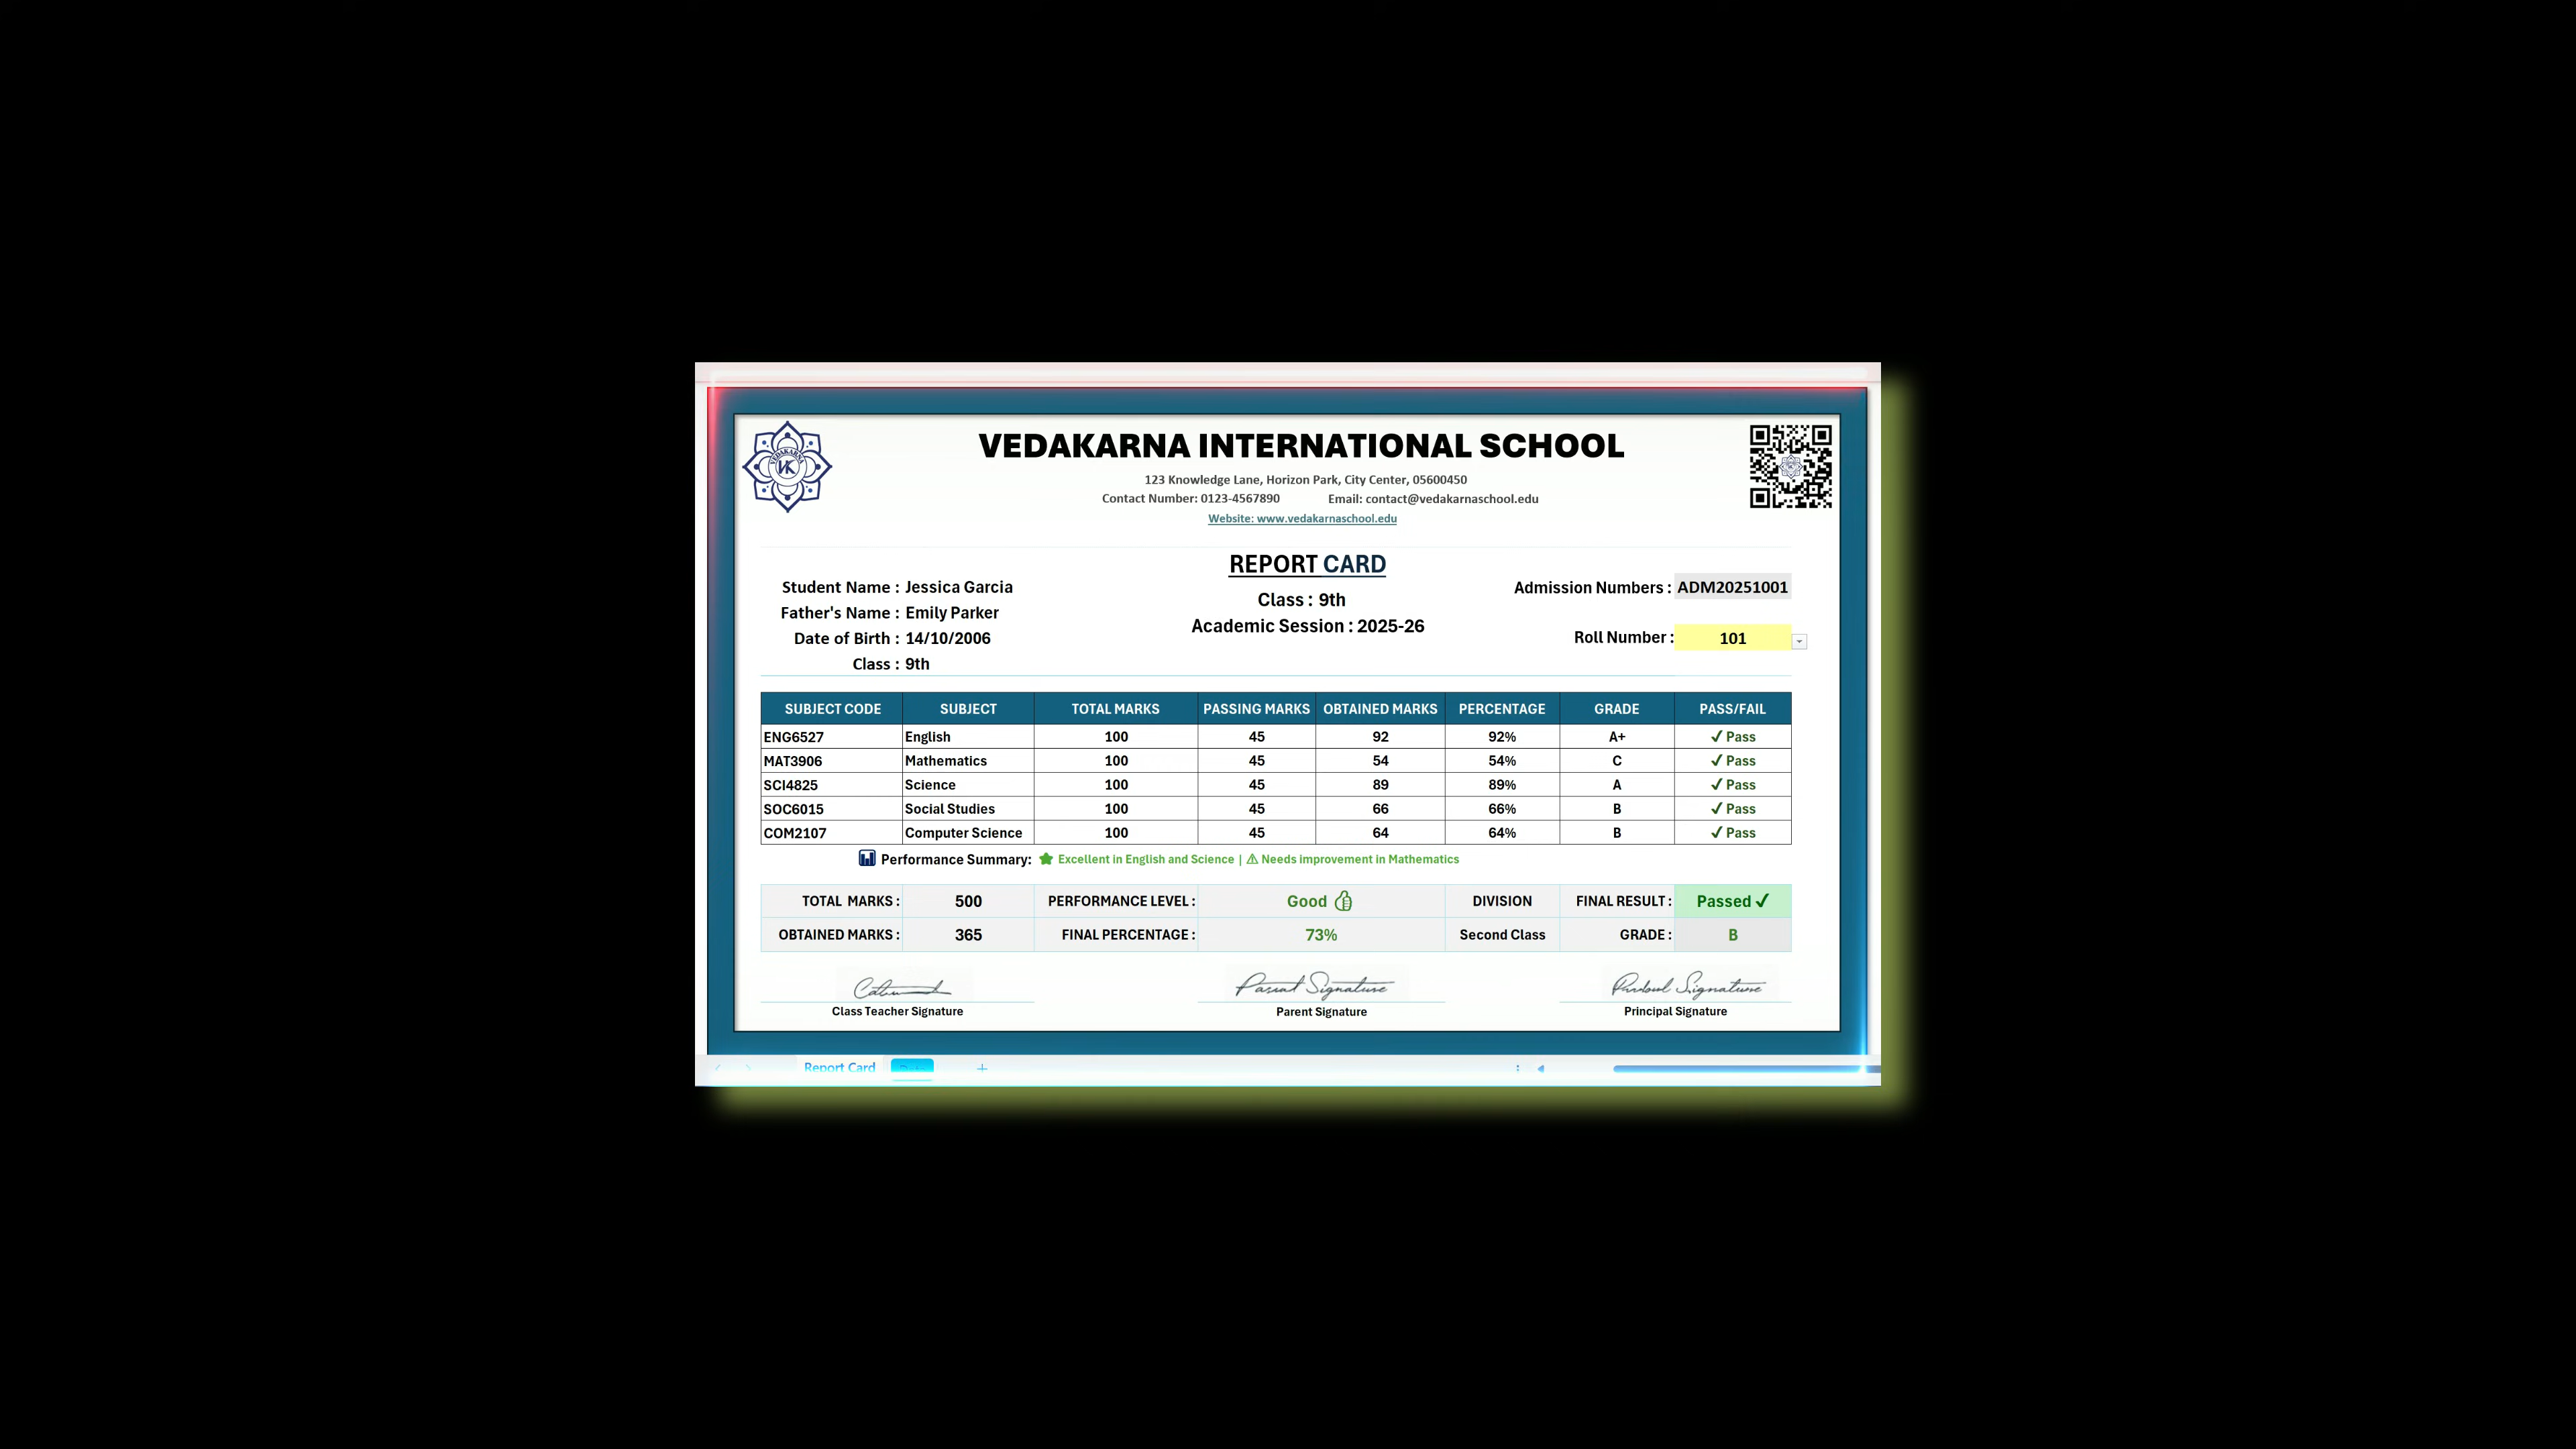 VEDAKARNA
VK
VEDAKARNA INTERNATIONAL SCHOOL
123 Knowledge Lane, Horizon Park, City Center, 05600450
Contact Number: 0123-4567890 Email: contact@vedakarnaschool.edu
Website: www.vedakarnaschool.edu
REPORT CARD
Student Name : Jessica Garcia
Father's Name : Emily Parker
Date of Birth : 14/10/2006
Class : 9th
Class : 9th
Academic Session : 2025-26
Admission Numbers : ADM20251001
Roll Number : 101
SUBJECT CODE SUBJECT TOTAL MARKS PASSING MARKS OBTAINED MARKS PERCENTAGE GRADE PASS/FAIL
ENG6527 English 100 45 92 92% A+ ✓ Pass
MAT3906 Mathematics 100 45 54 54% C ✓ Pass
SCI4825 Science 100 45 89 89% A ✓ Pass
SOC6015 Social Studies 100 45 66 66% B ✓ Pass
COM2107 Computer Science 100 45 64 64% B ✓ Pass
Performance Summary: Excellent in English and Science | ⚠ Needs improvement in Mathematics
TOTAL MARKS : 500 PERFORMANCE LEVEL : Good 👍 DIVISION FINAL RESULT : Passed ✓
OBTAINED MARKS : 365 FINAL PERCENTAGE : 73% Second Class GRADE : B
Signature Signature
Class Teacher Signature Parent Signature Principal Signature
Report Card